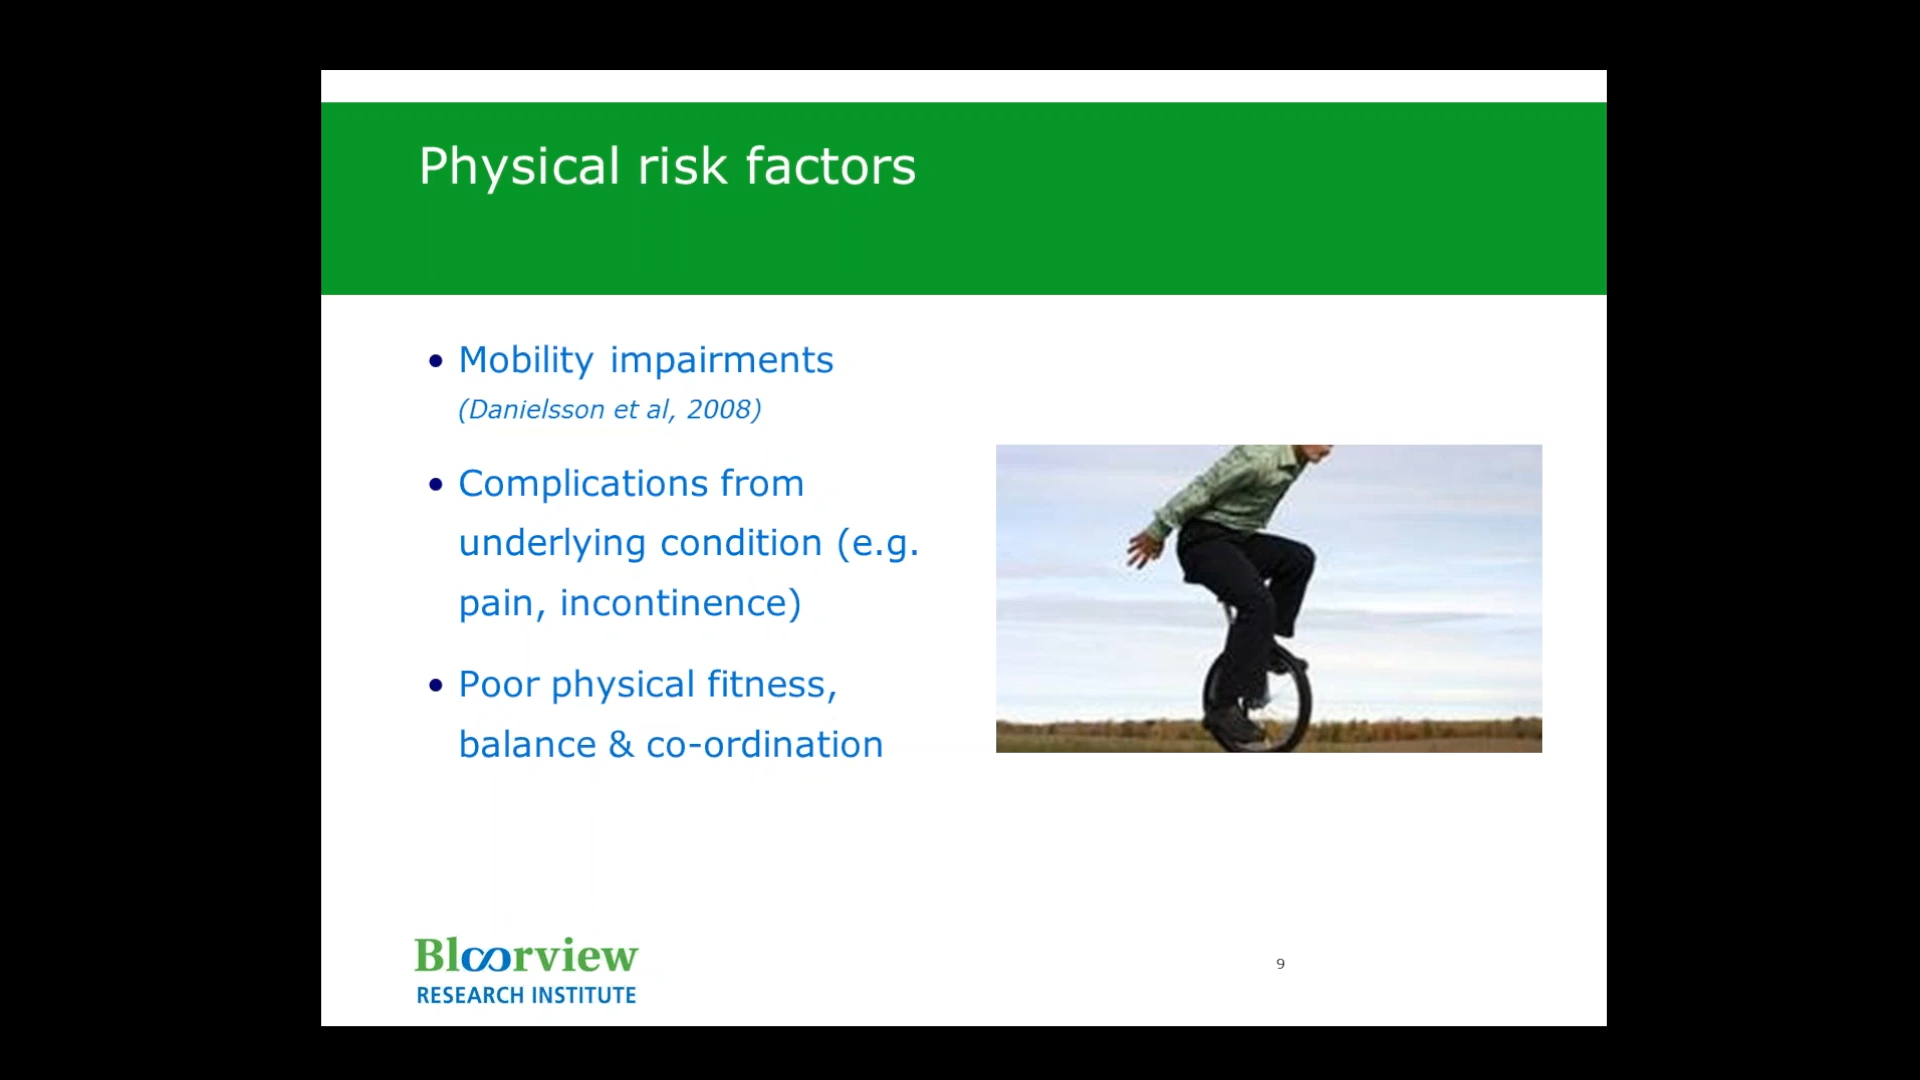 Physical risk factors
• Mobility impairments
(Danielsson et al, 2008)
• Complications from
underlying condition (e.g.
pain, incontinence)
• Poor physical fitness,
balance & co-ordination
Bloorview
RESEARCH INSTITUTE
9